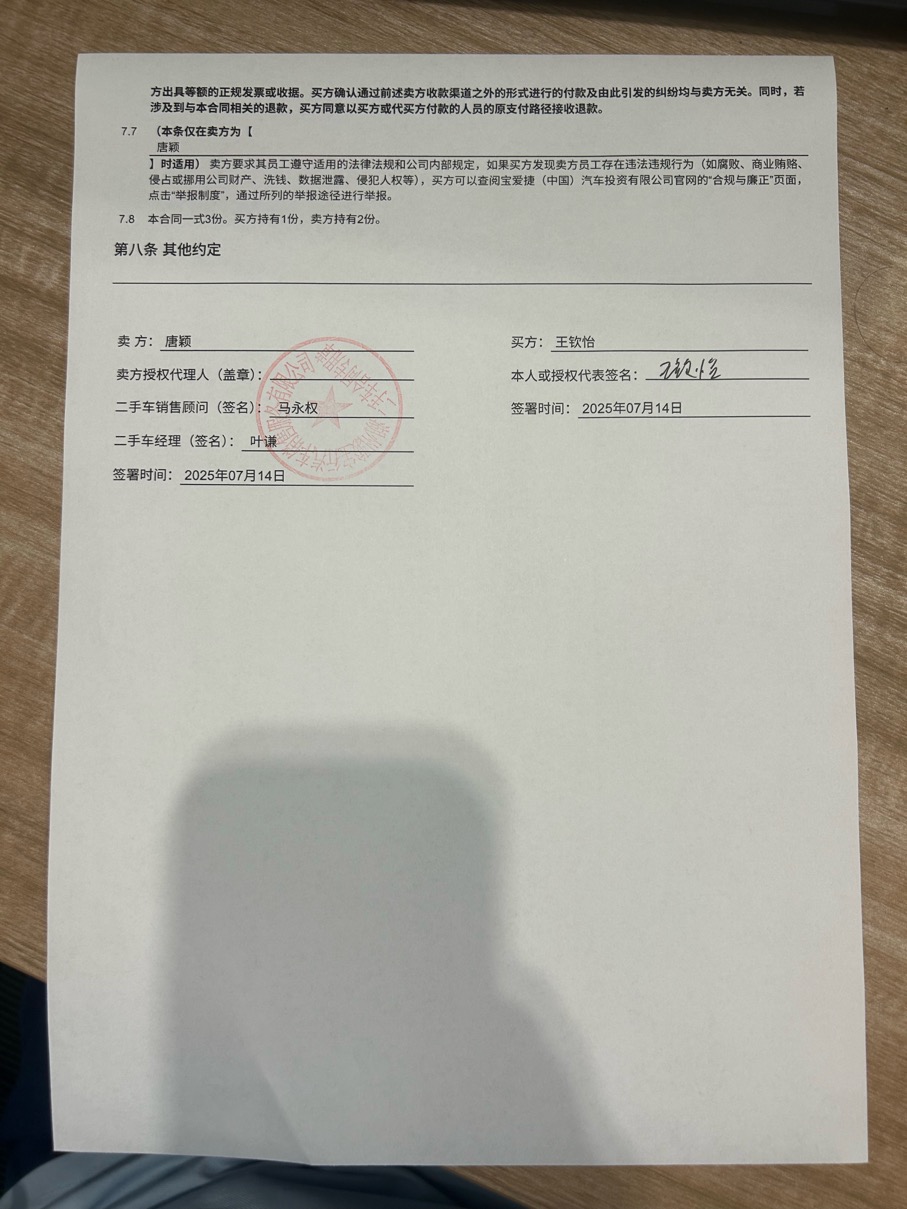 方出具等额的正规发票或收据。买方确认通过前述卖方收款渠道之外的形式进行的付款及由此引发的纠纷均与卖方无关。同时，若
涉及到与本合同相关的退款，买方同意以买方或代买方付款的人员的原支付路径接收退款。
7.7 （本条仅在卖方为【
唐颖
】时适用） 卖方要求其员工遵守适用的法律法规和公司内部规定，如果买方发现卖方员工存在违法违规行为（如腐败、商业贿赂、
侵占或挪用公司财产、洗钱、数据泄露、侵犯人权等），买方可以查阅宝爱捷（中国）汽车投资有限公司官网的“合规与廉正”页面，
点击“举报制度”，通过所列的举报途径进行举报。
7.8 本合同一式3份。买方持有1份，卖方持有2份。
第八条 其他约定
卖 方： 唐颖
买方： 王钦怡
卖方授权代理人（盖章）：
本人或授权代表签名： 王钦怡
二手车销售顾问（签名）： 马永权
签署时间： 2025年07月14日
二手车经理（签名）： 叶谦
签署时间： 2025年07月14日